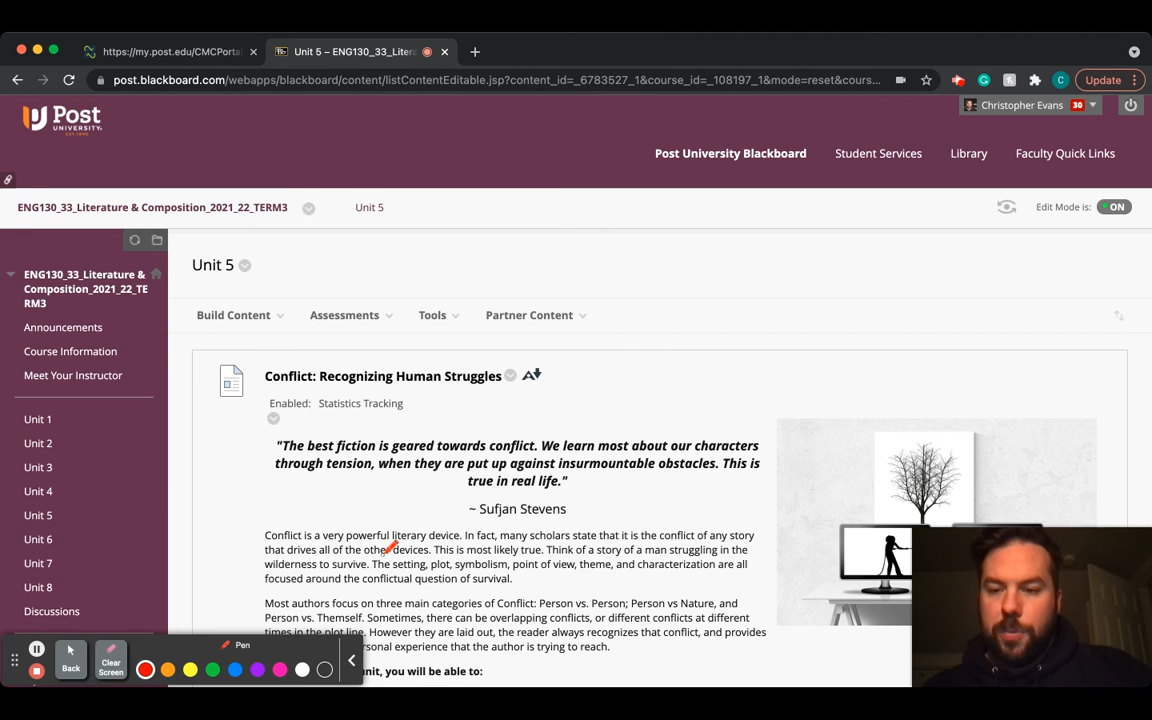 https://my.post.edu/CMCPorta
Unit 5 – ENG130_33_Litera
post.blackboard.com/webapps/blackboard/content/listContentEditable.jsp?content_id=_6783527_1&course_id=_108197_1&mode=reset&cours...
C
Update
Post
UNIVERSITY.
EST.1890
Christopher Evans 30
Post University Blackboard
Student Services
Library
Faculty Quick Links
ENG130_33_Literature & Composition_2021_22_TERM3
Unit 5
Edit Mode is:
ON
ENG130_33_Literature &
Composition_2021_22_TE
RM3
Announcements
Course Information
Meet Your Instructor
Unit 1
Unit 2
Unit 3
Unit 4
Unit 5
Unit 6
Unit 7
Unit 8
Discussions
Unit 5
Build Content
Assessments
Tools
Partner Content
Conflict: Recognizing Human Struggles
Enabled: Statistics Tracking
"The best fiction is geared towards conflict. We learn most about our characters
through tension, when they are put up against insurmountable obstacles. This is
true in real life."
~ Sufjan Stevens
Conflict is a very powerful literary device. In fact, many scholars state that it is the conflict of any story
that drives all of the other devices. This is most likely true. Think of a story of a man struggling in the
wilderness to survive. The setting, plot, symbolism, point of view, theme, and characterization are all
focused around the conflictual question of survival.
Most authors focus on three main categories of Conflict: Person vs. Person; Person vs Nature, and
Person vs. Themself. Sometimes, there can be overlapping conflicts, or different conflicts at different
times in the plot line. However they are laid out, the reader always recognizes that conflict, and provides
personal experience that the author is trying to reach.
unit, you will be able to:
Back
Clear
Screen
Pen